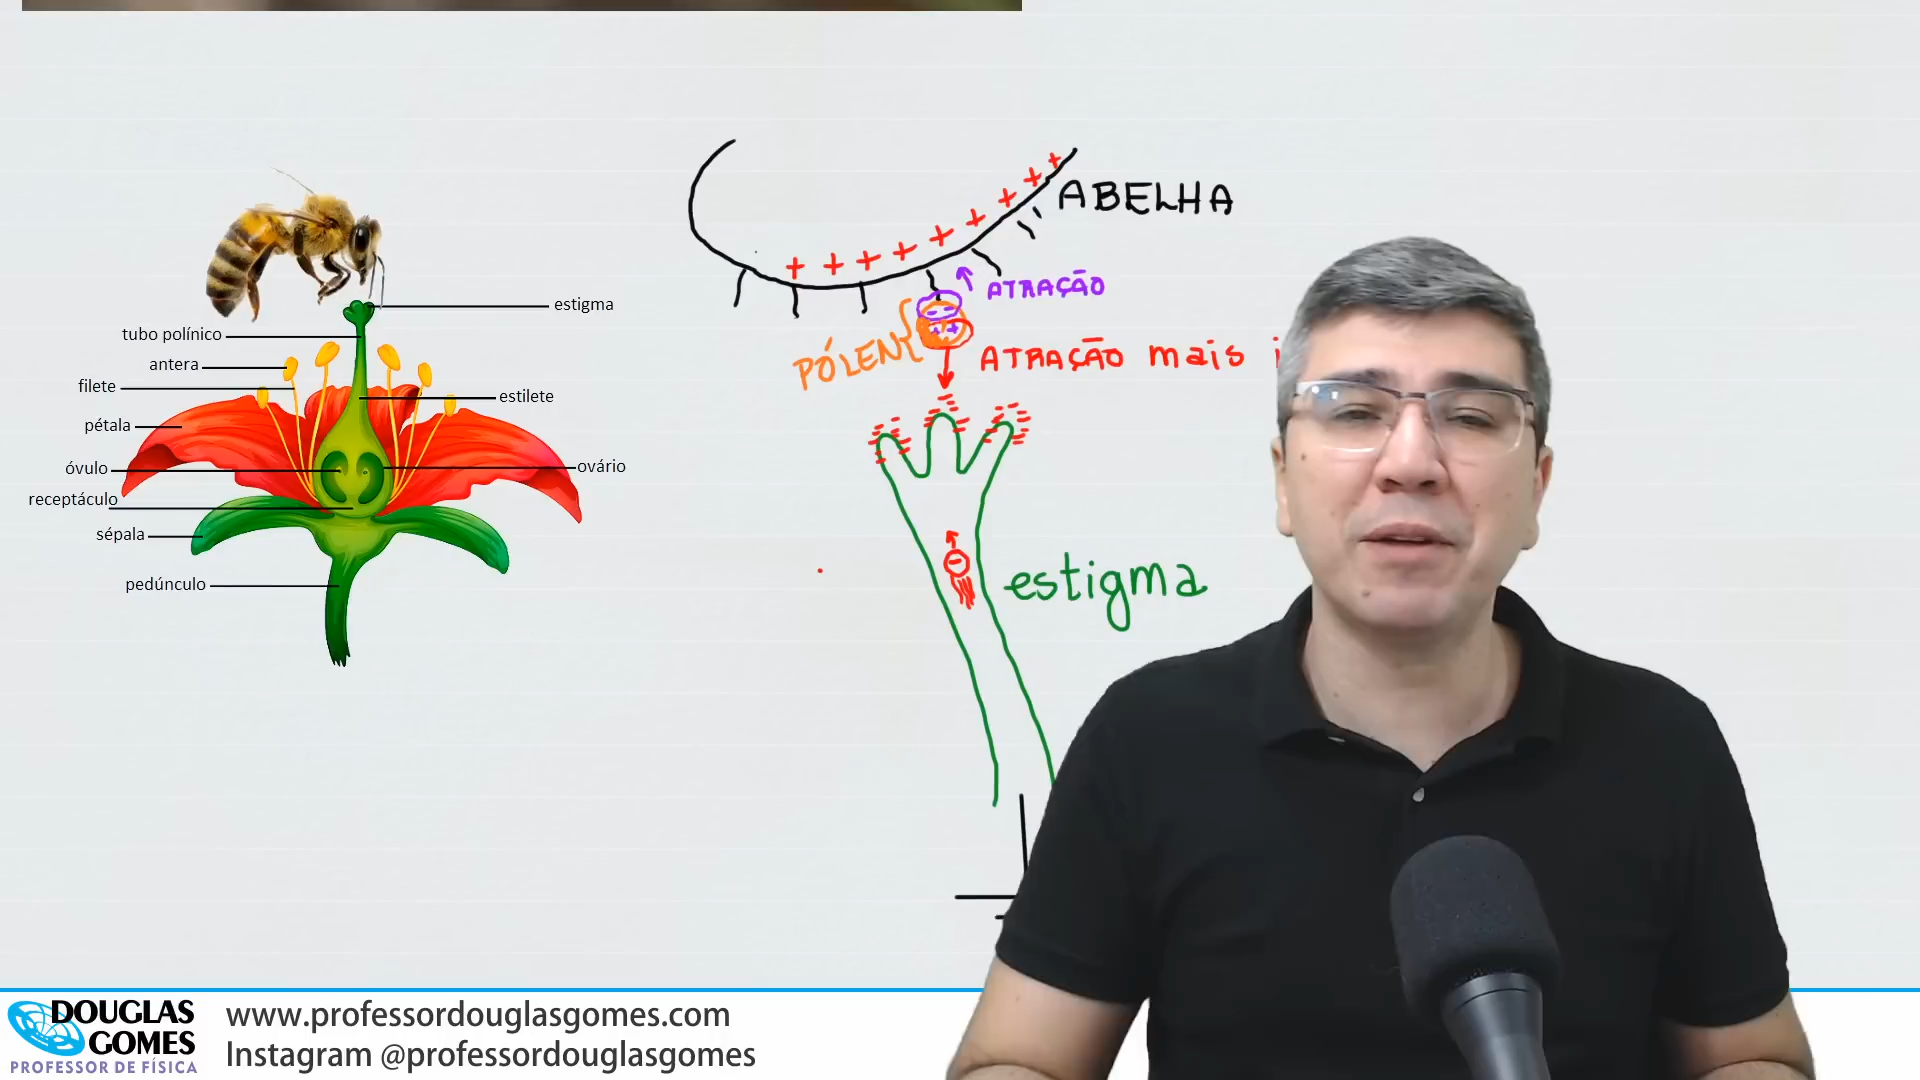 estigma
tubo polínico
antera
filete
estilete
pétala
óvulo
ovário
receptáculo
sépala
pedúnculo
ABELHA
ATRAÇÃO
PÓLEN
ATRAÇÃO mais
estigma
DOUGLAS
GOMES
PROFESSOR DE FÍSICA
www.professordouglasgomes.com
Instagram @professordouglasgomes